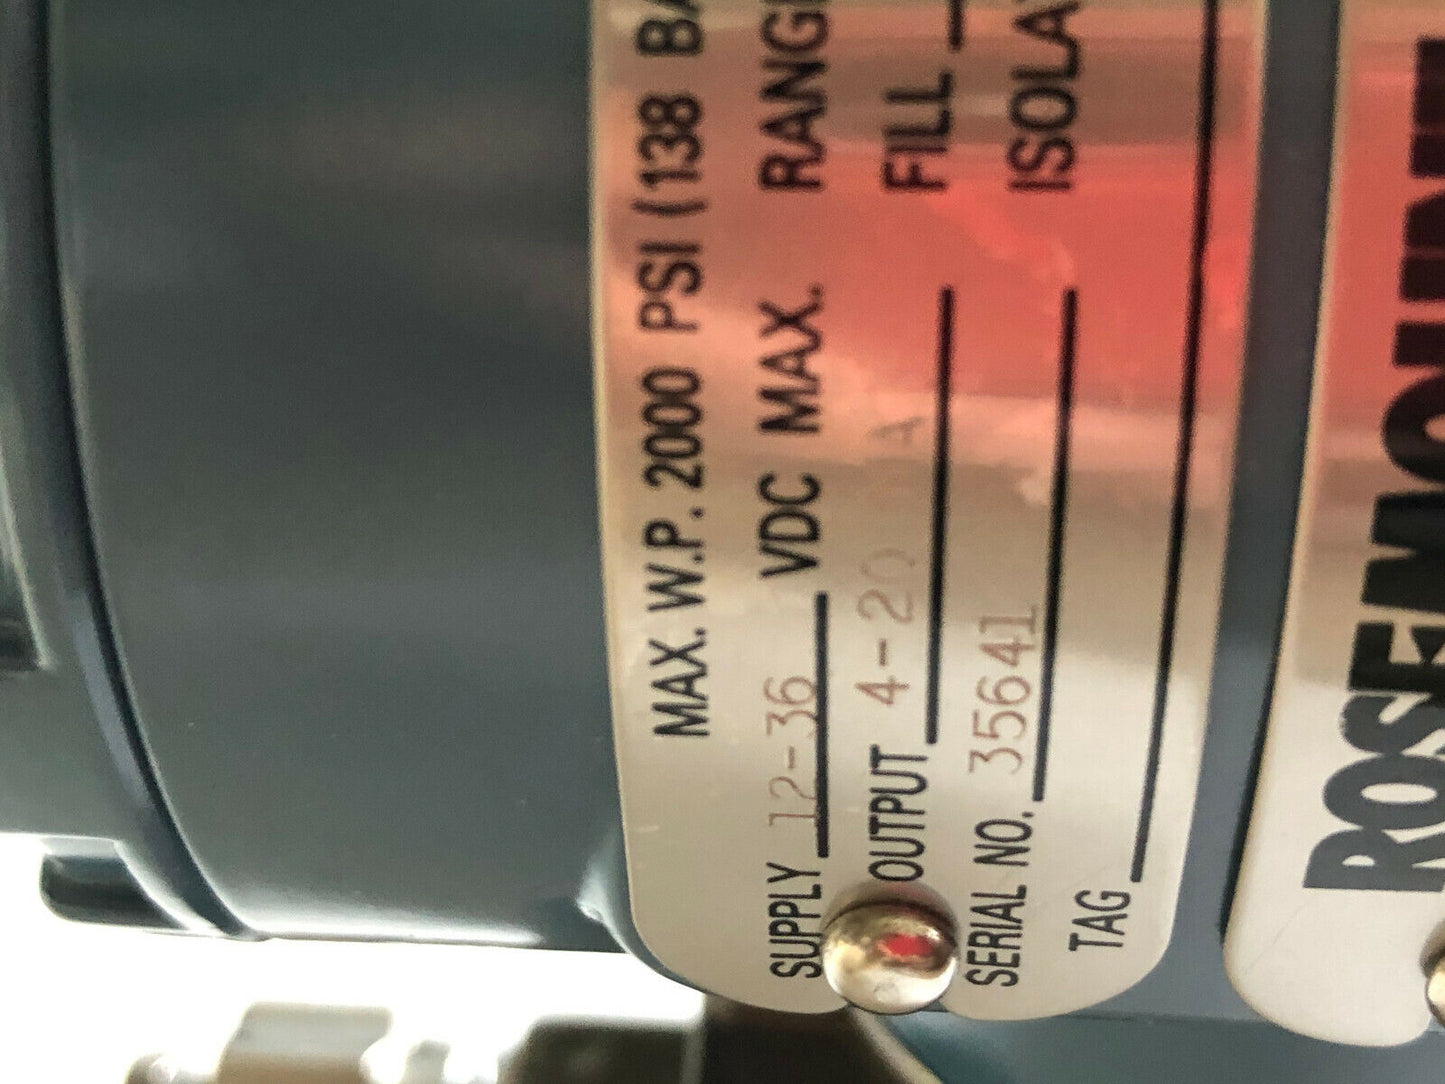 MAX. W.P. 2000 PSI (138 BA
SUPPLY 12-36 VDC MAX. RANG
OUTPUT 4-20 A FILL
SERIAL NO. 35641 ISOLA
TAG
ROSEMOUNT